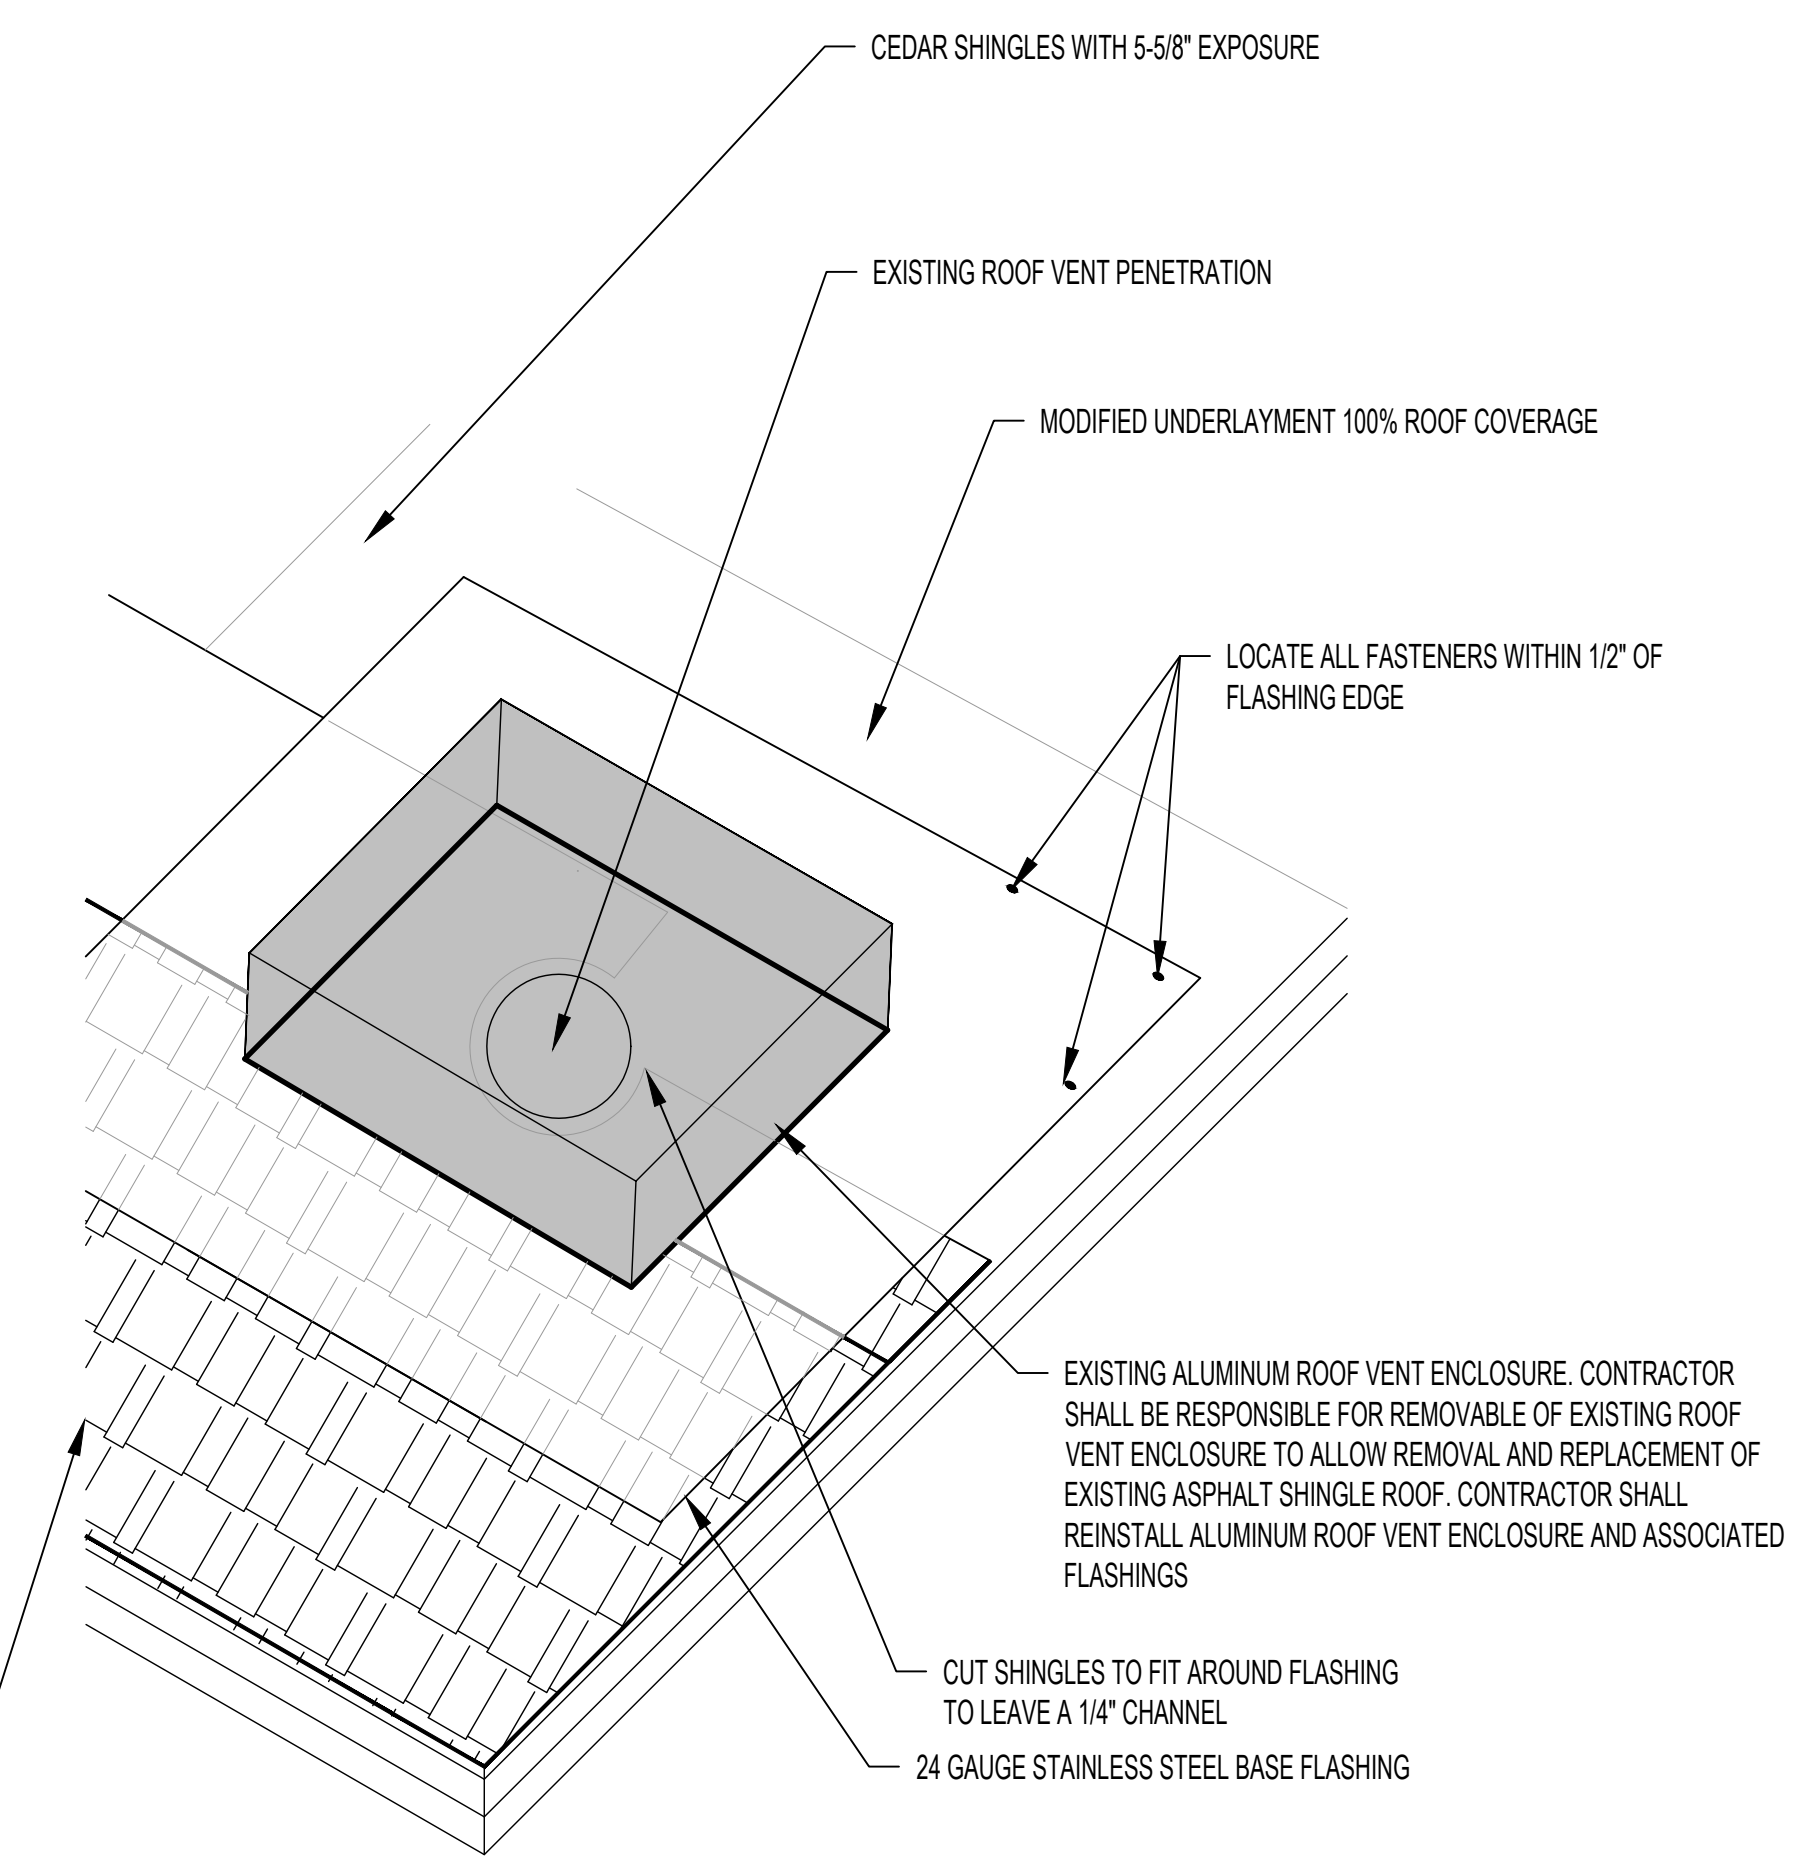 CEDAR SHINGLES WITH 5-5/8" EXPOSURE
EXISTING ROOF VENT PENETRATION
MODIFIED UNDERLAYMENT 100% ROOF COVERAGE
LOCATE ALL FASTENERS WITHIN 1/2" OF
FLASHING EDGE
EXISTING ALUMINUM ROOF VENT ENCLOSURE. CONTRACTOR
SHALL BE RESPONSIBLE FOR REMOVABLE OF EXISTING ROOF
VENT ENCLOSURE TO ALLOW REMOVAL AND REPLACEMENT OF
EXISTING ASPHALT SHINGLE ROOF. CONTRACTOR SHALL
REINSTALL ALUMINUM ROOF VENT ENCLOSURE AND ASSOCIATED
FLASHINGS
CUT SHINGLES TO FIT AROUND FLASHING
TO LEAVE A 1/4" CHANNEL
24 GAUGE STAINLESS STEEL BASE FLASHING